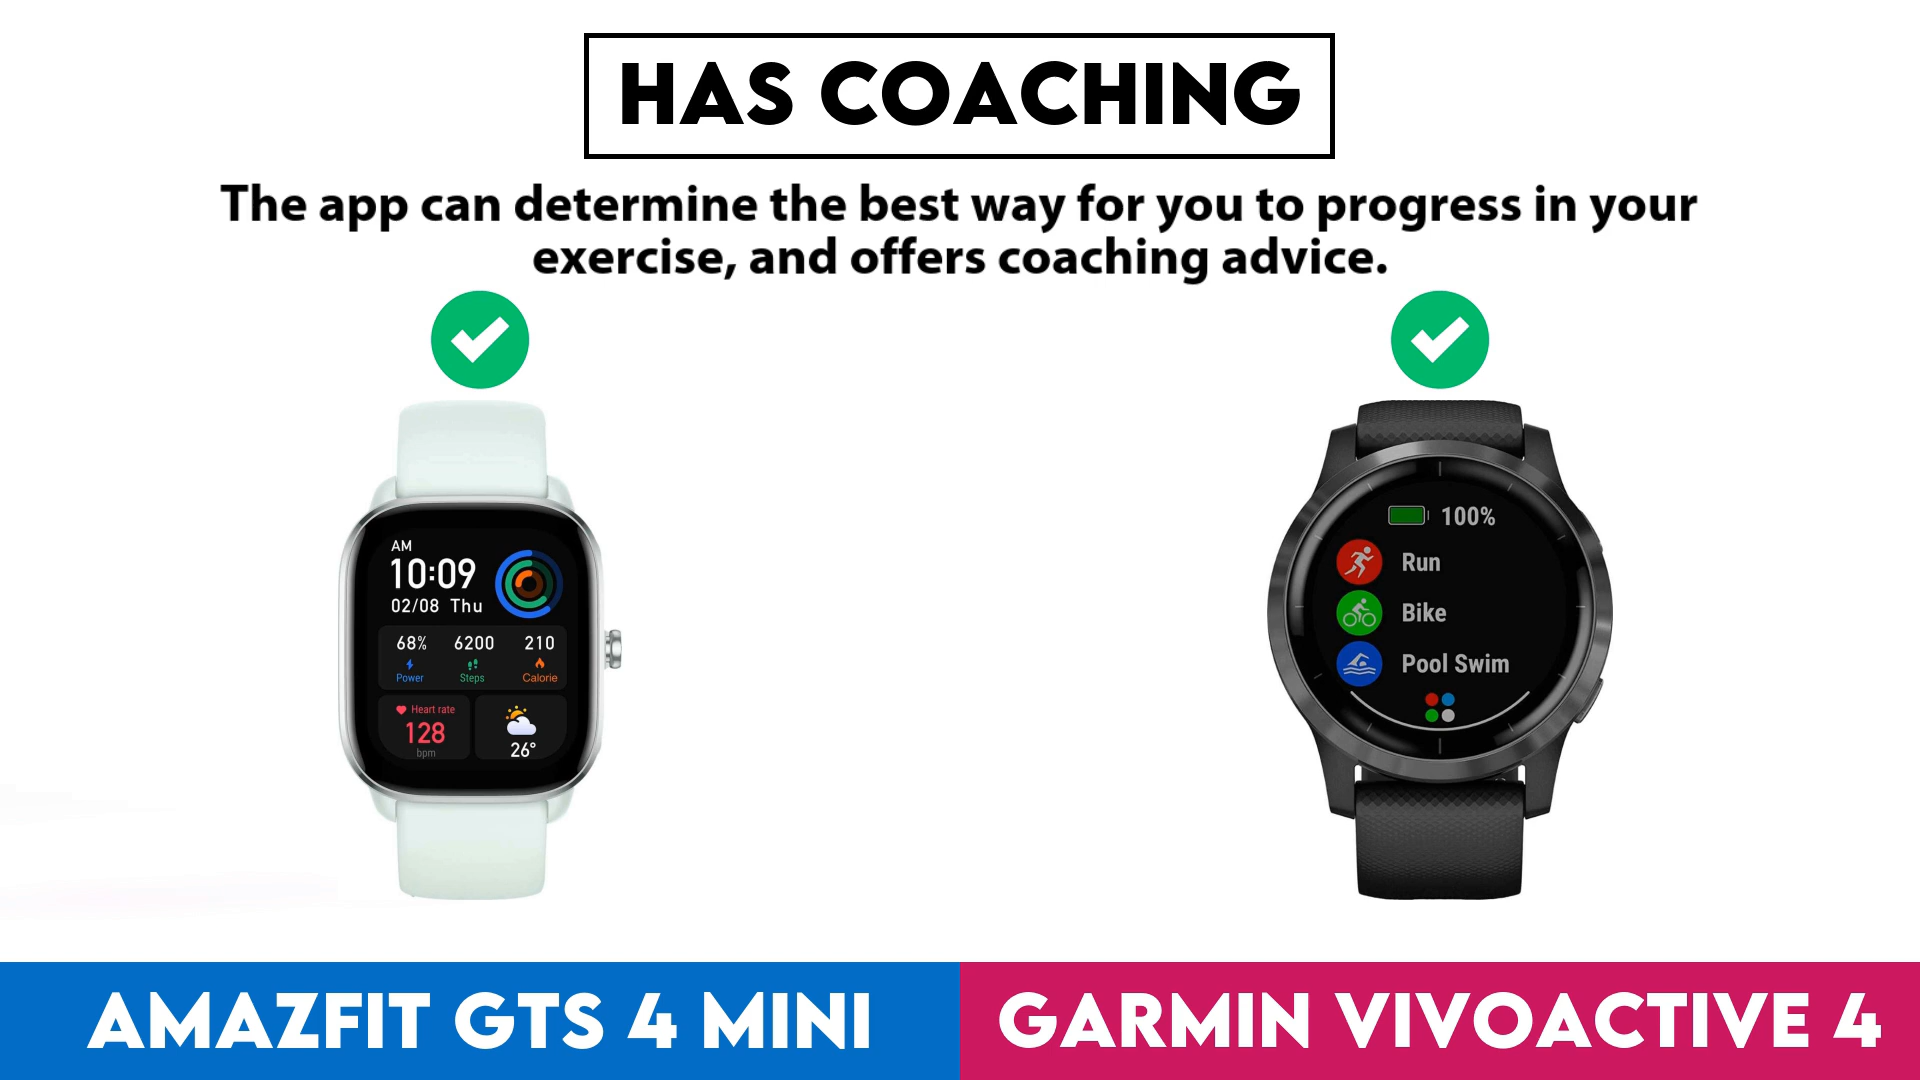 HAS COACHING
The app can determine the best way for you to progress in your
exercise, and offers coaching advice.
AM
10:09
02/08 Thu
68% 6200 210
Power Steps Calorie
Heart rate
128
bpm
26°
100%
Run
Bike
Pool Swim
AMAZFIT GTS 4 MINI
GARMIN VIVOACTIVE 4